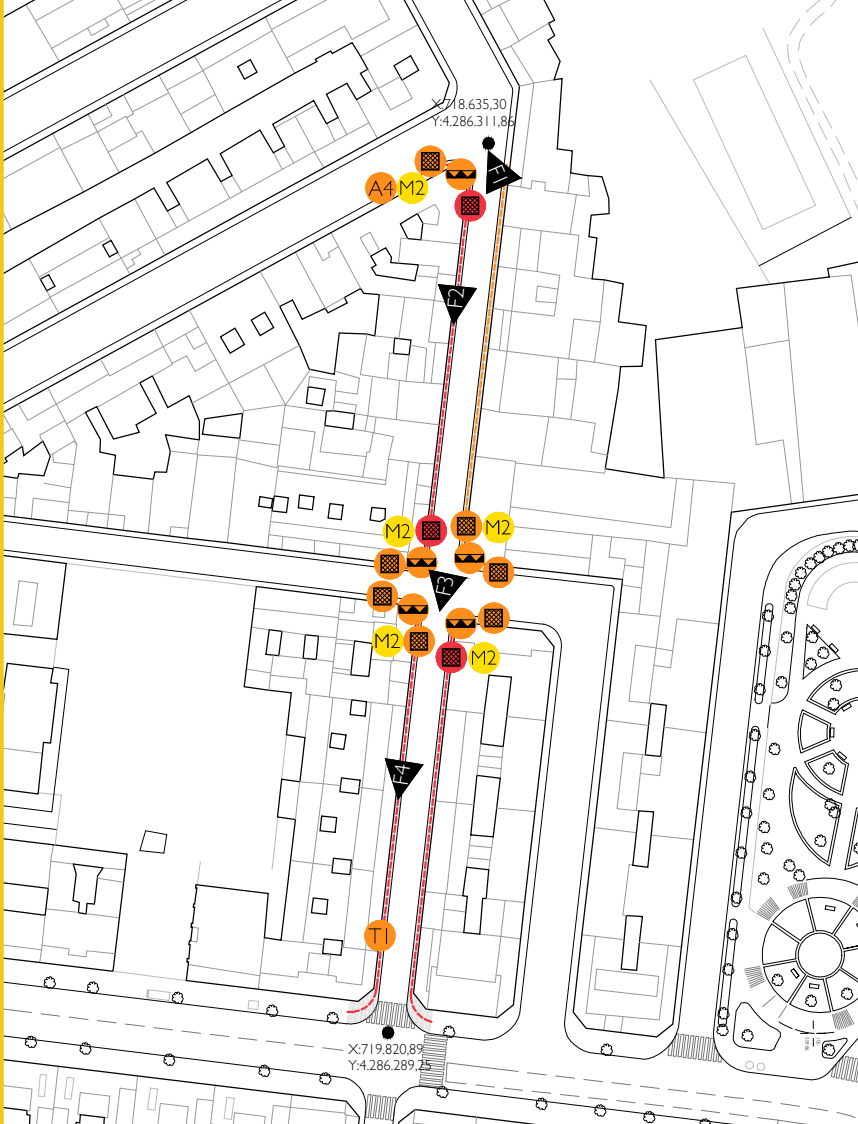 X:718.635,30
Y:4.286.311,86
F1
A4 M2
F2
M2 M2
F3
M2 M2
F4
T1
X:719.820,89
Y:4.286.289,25